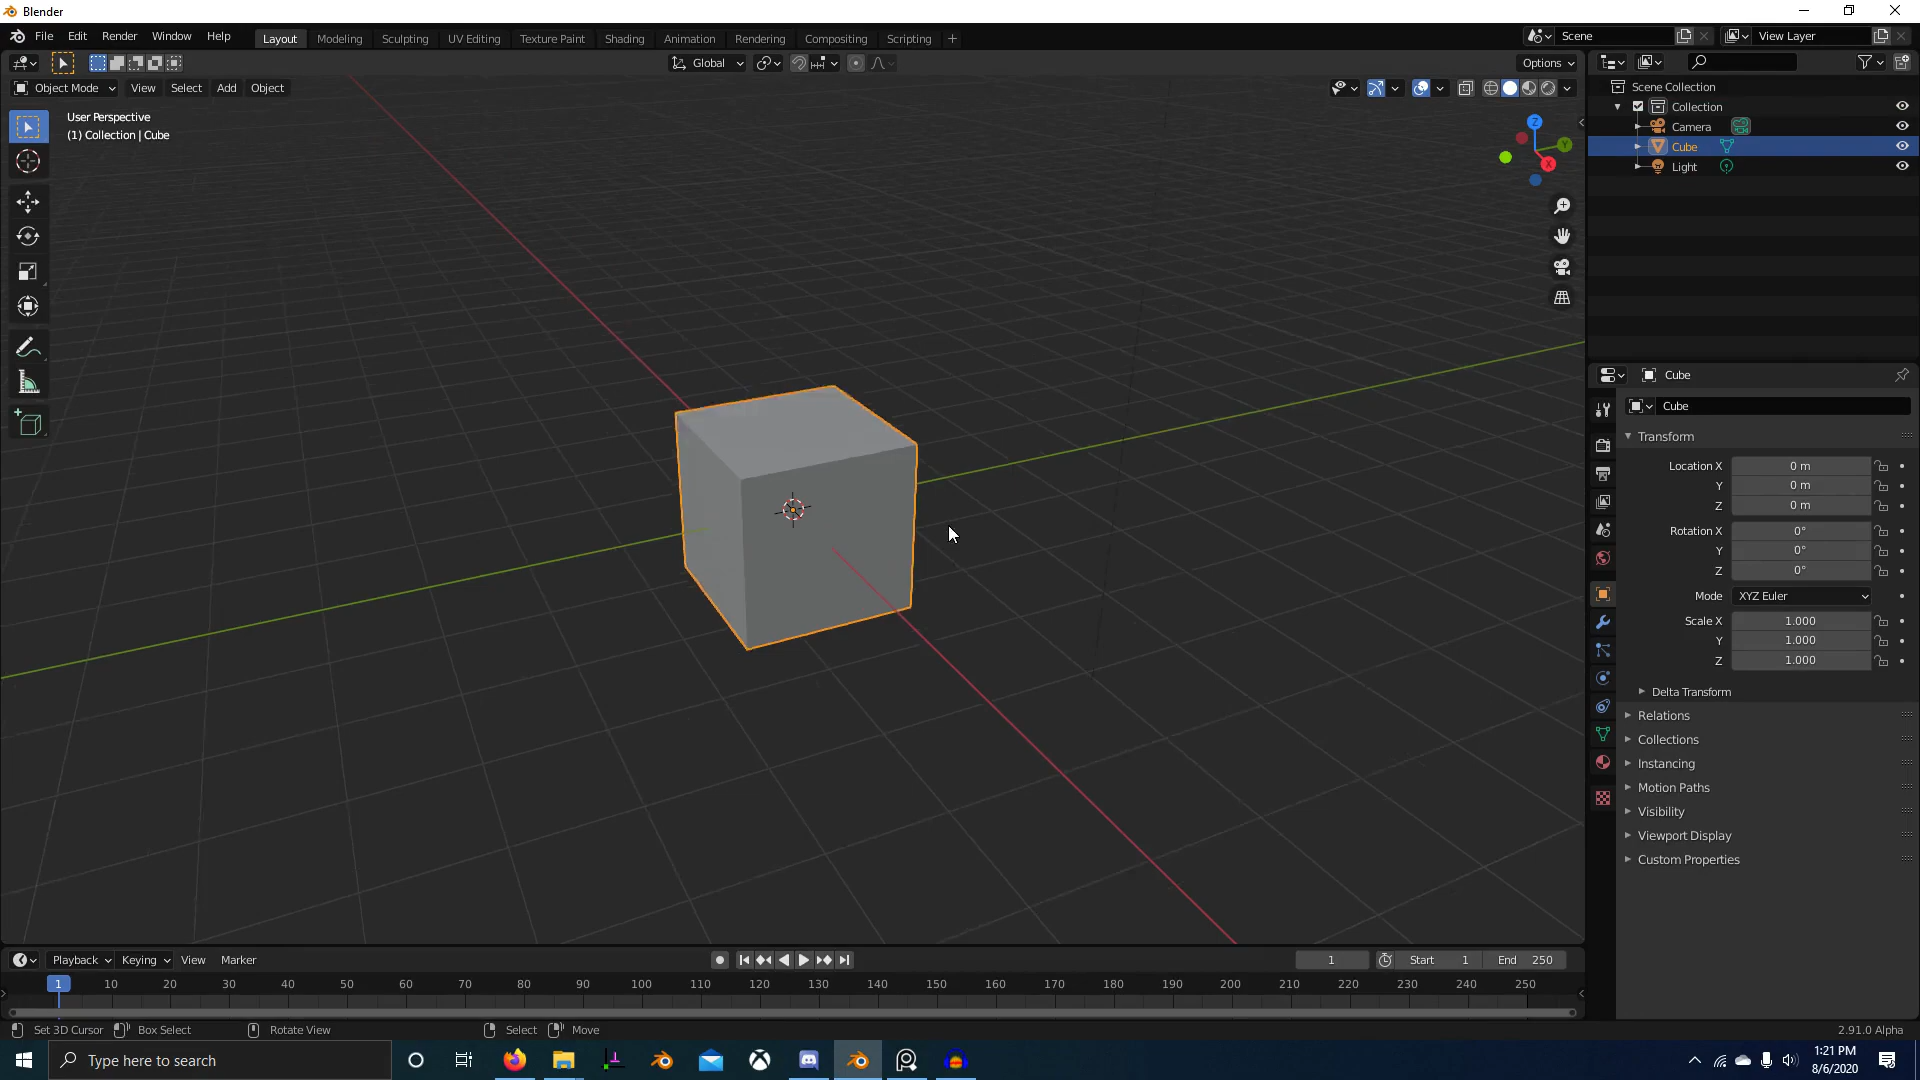 Blender
File Edit Render Window Help
Layout Modeling Sculpting UV Editing Texture Paint Shading Animation Rendering Compositing Scripting +
Scene
View Layer
Global
Options
Object Mode View Select Add Object
User Perspective
(1) Collection | Cube
Z
Y
X
Scene Collection
Collection
Camera
Cube
Light
Cube
Cube
Transform
Location X 0 m
Y 0 m
Z 0 m
Rotation X 0°
Y 0°
Z 0°
Mode XYZ Euler
Scale X 1.000
Y 1.000
Z 1.000
Delta Transform
Relations
Collections
Instancing
Motion Paths
Visibility
Viewport Display
Custom Properties
Playback Keying View Marker
1 Start 1 End 250
1 10 20 30 40 50 60 70 80 90 100 110 120 130 140 150 160 170 180 190 200 210 220 230 240 250
Set 3D Cursor Box Select Rotate View Select Move
2.91.0 Alpha
Type here to search
1:21 PM
8/6/2020